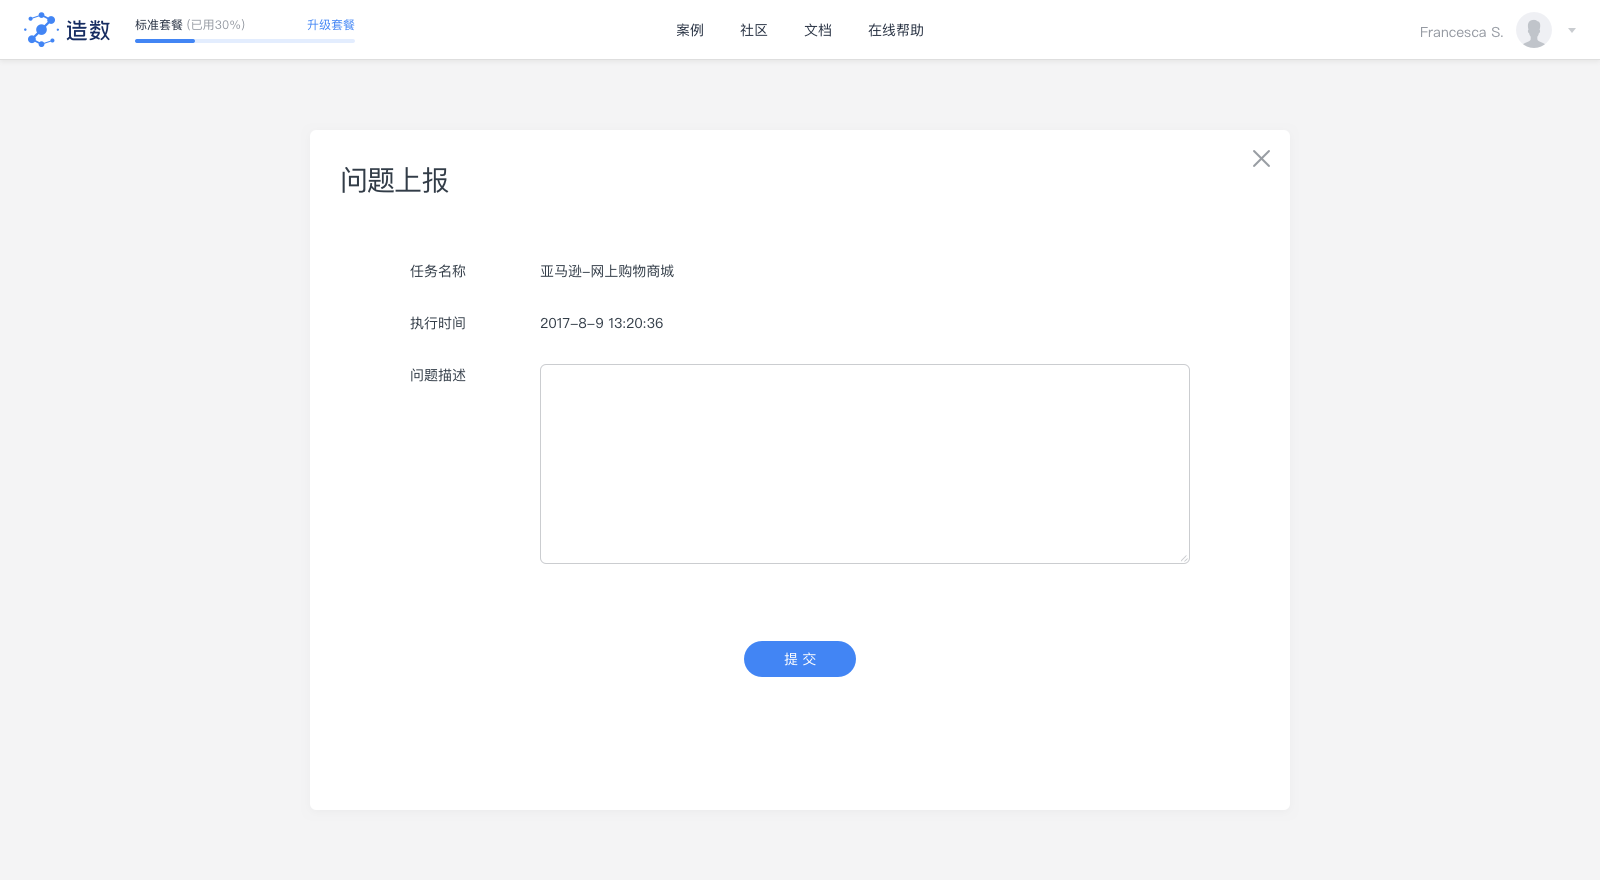 造数
标准套餐 (已用30%)
升级套餐
案例
社区
文档
在线帮助
Francesca S.
问题上报
任务名称
亚马逊-网上购物商城
执行时间
2017-8-9 13:20:36
问题描述
提 交